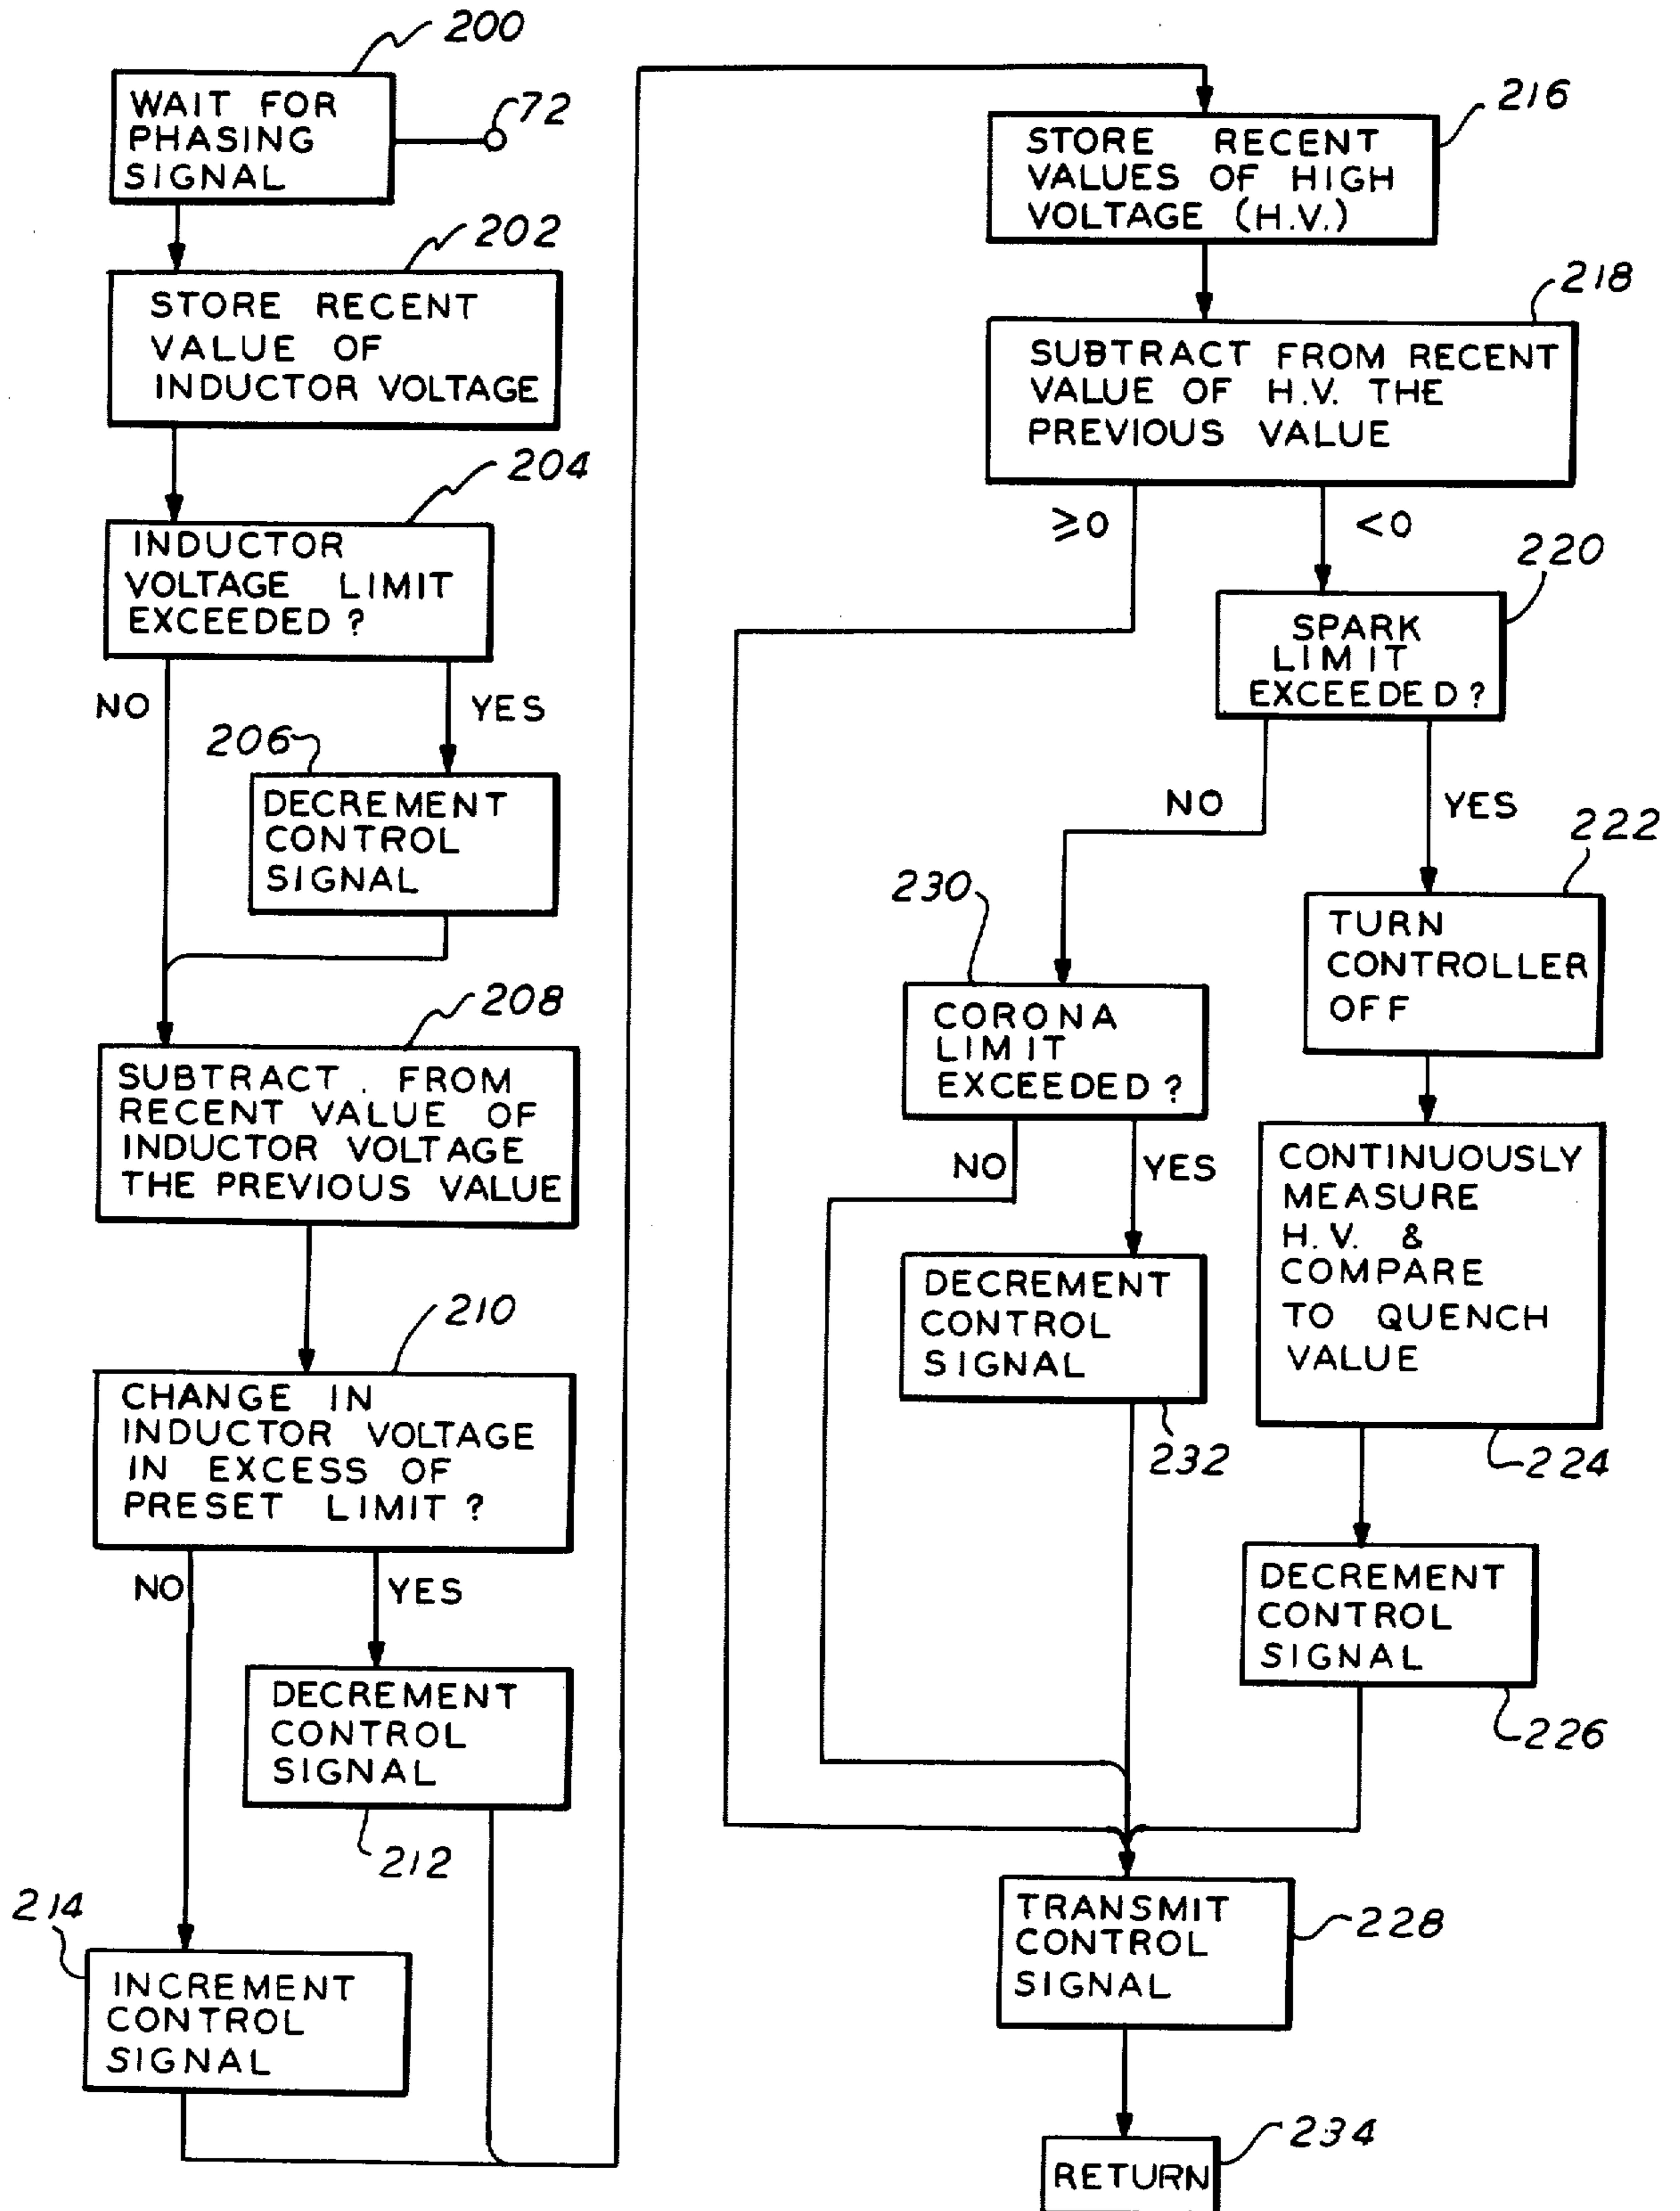 200
WAIT FOR
PHASING
SIGNAL
72
202
STORE RECENT
VALUE OF
INDUCTOR VOLTAGE
204
INDUCTOR
VOLTAGE LIMIT
EXCEEDED?
NO
YES
206
DECREMENT
CONTROL
SIGNAL
208
SUBTRACT FROM
RECENT VALUE OF
INDUCTOR VOLTAGE
THE PREVIOUS VALUE
210
CHANGE IN
INDUCTOR VOLTAGE
IN EXCESS OF
PRESET LIMIT?
NO
YES
DECREMENT
CONTROL
SIGNAL
212
214
INCREMENT
CONTROL
SIGNAL
216
STORE RECENT
VALUES OF HIGH
VOLTAGE (H.V.)
218
SUBTRACT FROM RECENT
VALUE OF H.V. THE
PREVIOUS VALUE
≥0
<0
220
SPARK
LIMIT
EXCEEDED?
NO
YES
222
TURN
CONTROLLER
OFF
230
CORONA
LIMIT
EXCEEDED?
NO
YES
DECREMENT
CONTROL
SIGNAL
232
CONTINUOUSLY
MEASURE
H.V. &
COMPARE
TO QUENCH
VALUE
224
DECREMENT
CONTROL
SIGNAL
226
TRANSMIT
CONTROL
SIGNAL
228
234
RETURN